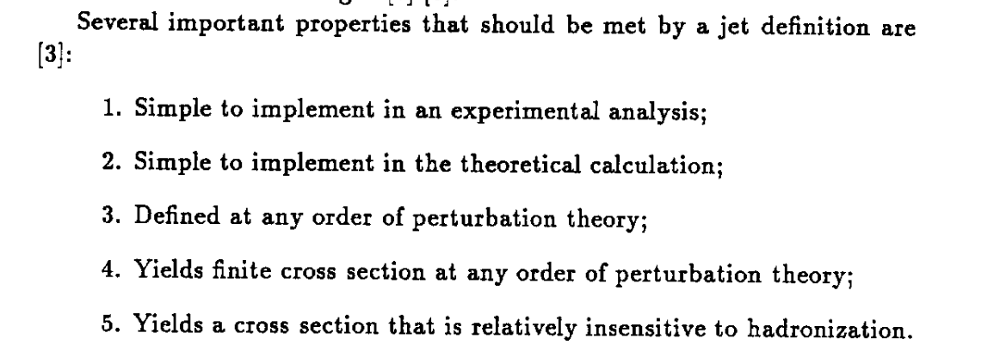 Several important properties that should be met by a jet definition are
[3]:
1. Simple to implement in an experimental analysis;
2. Simple to implement in the theoretical calculation;
3. Defined at any order of perturbation theory;
4. Yields finite cross section at any order of perturbation theory;
5. Yields a cross section that is relatively insensitive to hadronization.